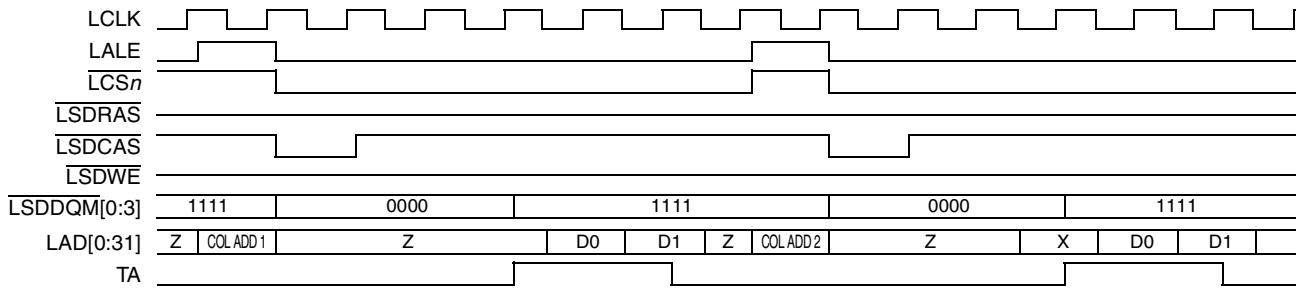 LCLK
LALE
LCSn
LSDRAS
LSDCAS
LSDWE
LSDDQM[0:3] 1111 0000 1111 0000 1111
LAD[0:31] Z COL ADD 1 Z D0 D1 Z COL ADD 2 Z X D0 D1
TA